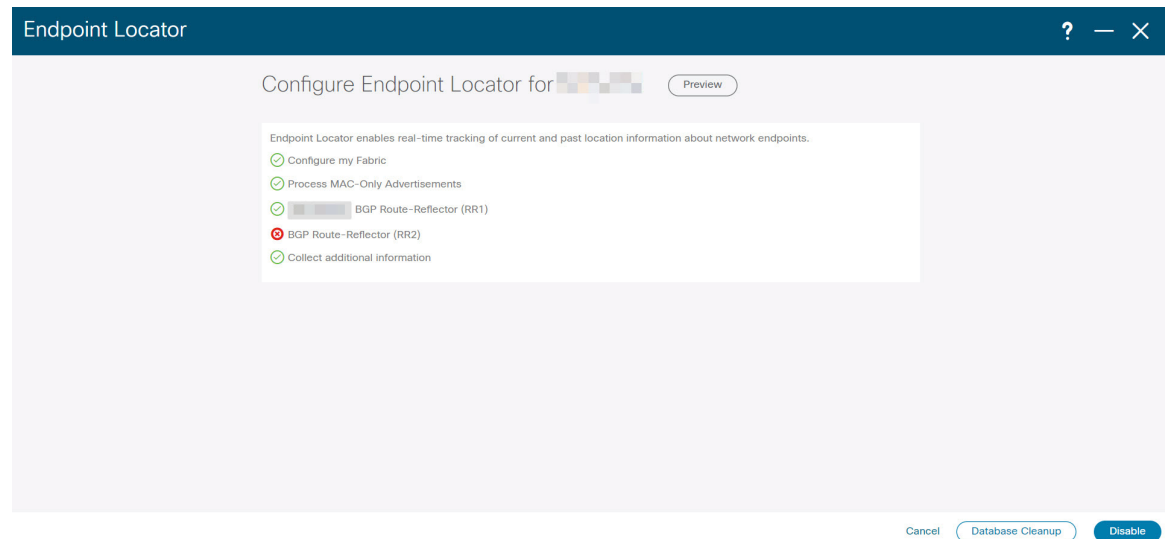 Endpoint Locator
Configure Endpoint Locator for
Preview
Endpoint Locator enables real-time tracking of current and past location information about network endpoints.
Configure my Fabric
Process MAC-Only Advertisements
BGP Route-Reflector (RR1)
BGP Route-Reflector (RR2)
Collect additional information
Cancel Database Cleanup Disable